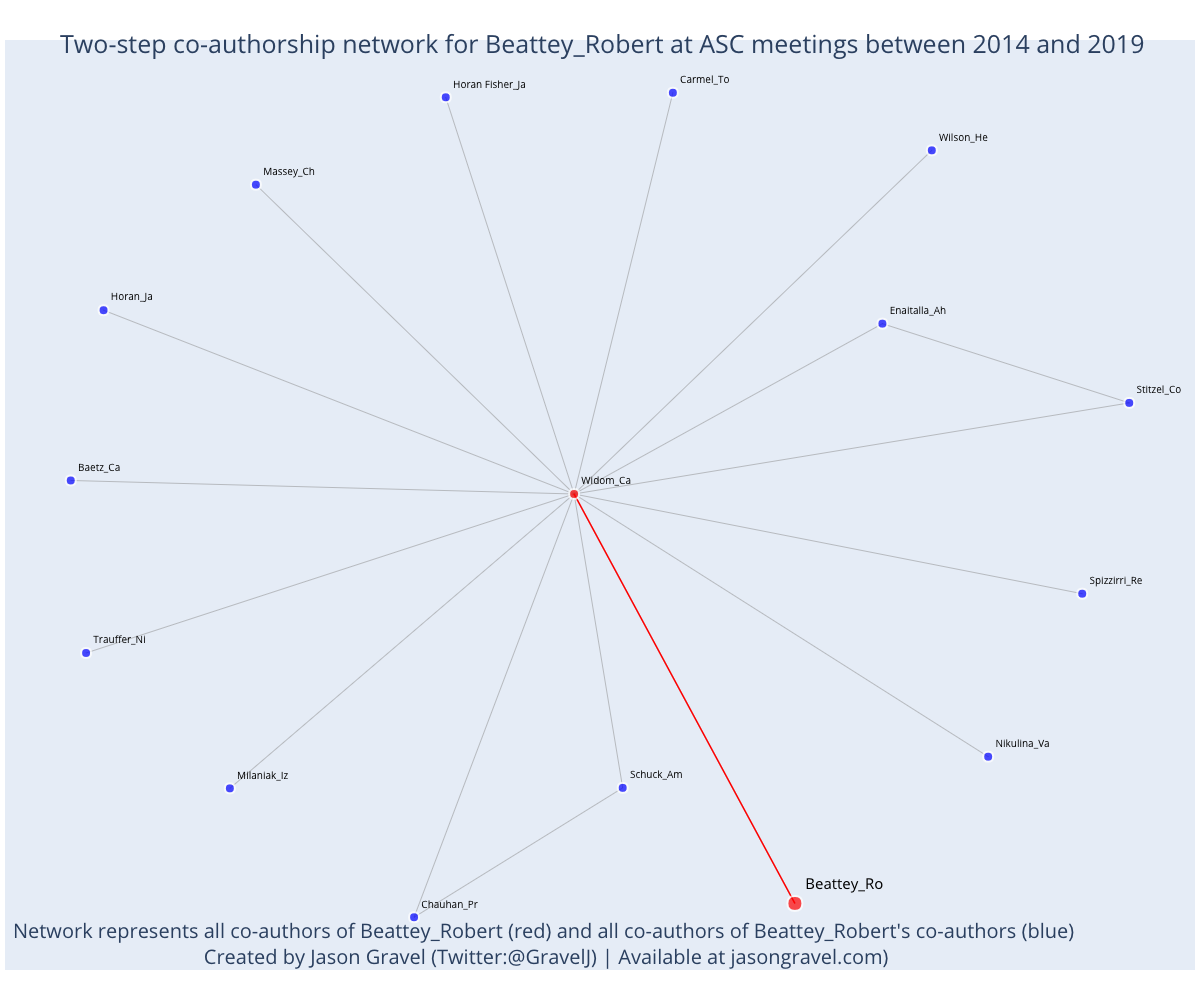 Two-step co-authorship network for Beattey_Robert at ASC meetings between 2014 and 2019
Carmel_To
Horan Fisher_Ja
Wilson_He
Massey_Ch
Horan_Ja
Enaitalla_Ah
Stitzel_Co
Baetz_Ca
Widom_Ca
Spizzirri_Re
Trauffer_Ni
Nikulina_Va
Schuck_Am
Milaniak_Iz
Beattey_Ro
Chauhan_Pr
Network represents all co-authors of Beattey_Robert (red) and all co-authors of Beattey_Robert's co-authors (blue)
Created by Jason Gravel (Twitter:@GravelJ) | Available at jasongravel.com)